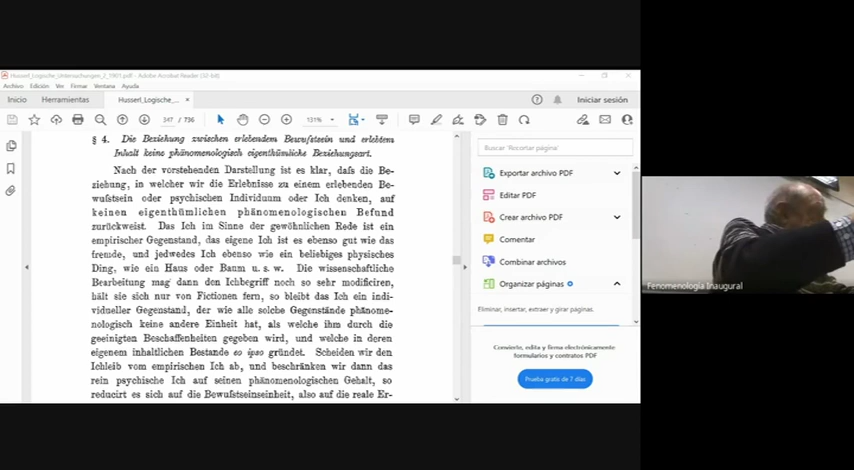 Husserl_Logische_Untersuchungen_2_1901.pdf - Adobe Acrobat Reader (32-bit)
Archivo Edición Ver Firmar Ventana Ayuda
Inicio Herramientas Husserl_Logische_... × Iniciar sesión
347 / 736 131%
§ 4. Die Beziehung zwischen erlebendem Bewufstsein und erlebtem
Inhalt keine phänomenologisch eigenthümliche Beziehungsart.
Nach der vorstehenden Darstellung ist es klar, dafs die Be-
ziehung, in welcher wir die Erlebnisse zu einem erlebenden Be-
wufstsein oder psychischen Individuum oder Ich denken, auf
keinen eigenthümlichen phänomenologischen Befund
zurückweist. Das Ich im Sinne der gewöhnlichen Rede ist ein
empirischer Gegenstand, das eigene Ich ist es ebenso gut wie das
fremde, und jedwedes Ich ebenso wie ein beliebiges physisches
Ding, wie ein Haus oder Baum u. s. w. Die wissenschaftliche
Bearbeitung mag dann den Ichbegriff noch so sehr modificiren,
hält sie sich nur von Fictionen fern, so bleibt das Ich ein indi-
vidueller Gegenstand, der wie alle solche Gegenstände phänome-
nologisch keine andere Einheit hat, als welche ihm durch die
geeinigten Beschaffenheiten gegeben wird, und welche in deren
eigenem inhaltlichen Bestande eo ipso gründet. Scheiden wir den
Ichleib vom empirischen Ich ab, und beschränken wir dann das
rein psychische Ich auf seinen phänomenologischen Gehalt, so
reducirt es sich auf die Bewufstseinseinheit, also auf die reale Er-
Buscar 'Recortar página'
Exportar archivo PDF
Editar PDF
Crear archivo PDF
Comentar
Combinar archivos
Organizar páginas
Eliminar, insertar, extraer y girar páginas.
Convierte, edita y firma electrónicamente
formularios y contratos PDF
Prueba gratis de 7 días
Fenomenología Inaugural